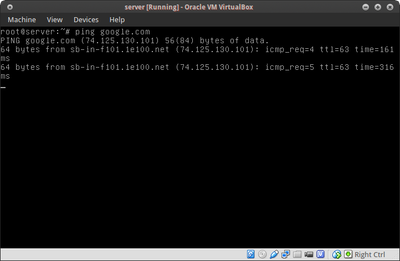 server [Running] - Oracle VM VirtualBox
Machine View Devices Help
root@server:~# ping google.com
PING google.com (74.125.130.101) 56(84) bytes of data.
64 bytes from sb-in-f101.1e100.net (74.125.130.101): icmp_req=4 ttl=63 time=161
ms
64 bytes from sb-in-f101.1e100.net (74.125.130.101): icmp_req=5 ttl=63 time=316
ms
Right Ctrl